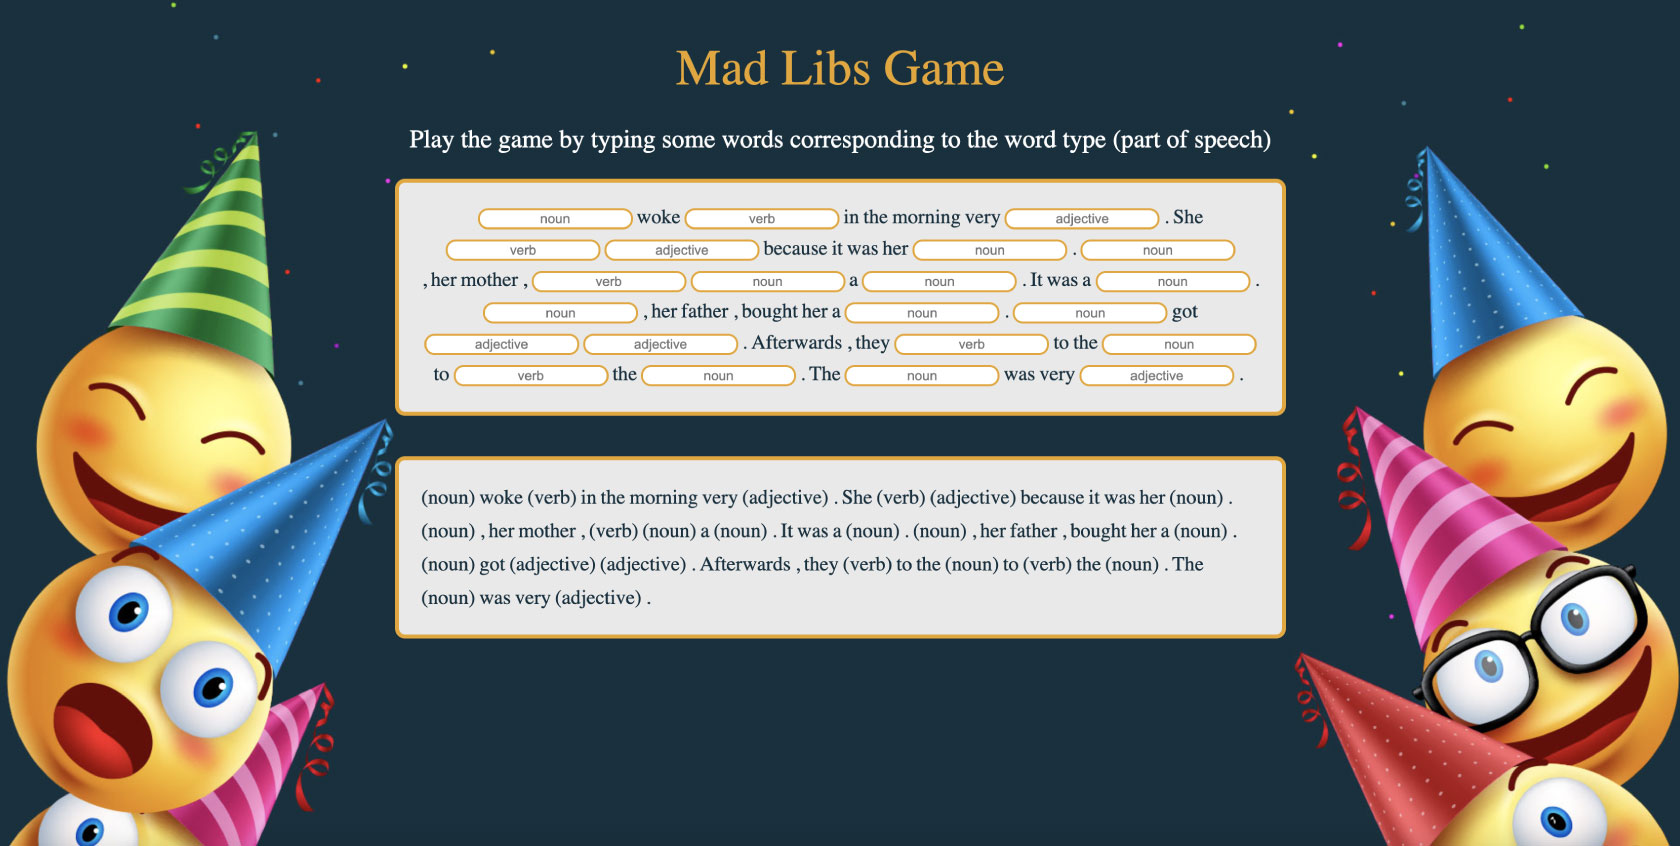 Mad Libs Game
Play the game by typing some words corresponding to the word type (part of speech)
noun woke verb in the morning very adjective . She
verb adjective because it was her noun . noun
, her mother , verb noun a noun . It was a noun .
noun , her father , bought her a noun . noun got
adjective adjective . Afterwards , they verb to the noun
to verb the noun . The noun was very adjective .
(noun) woke (verb) in the morning very (adjective) . She (verb) (adjective) because it was her (noun) .
(noun) , her mother , (verb) (noun) a (noun) . It was a (noun) . (noun) , her father , bought her a (noun) .
(noun) got (adjective) (adjective) . Afterwards , they (verb) to the (noun) to (verb) the (noun) . The
(noun) was very (adjective) .